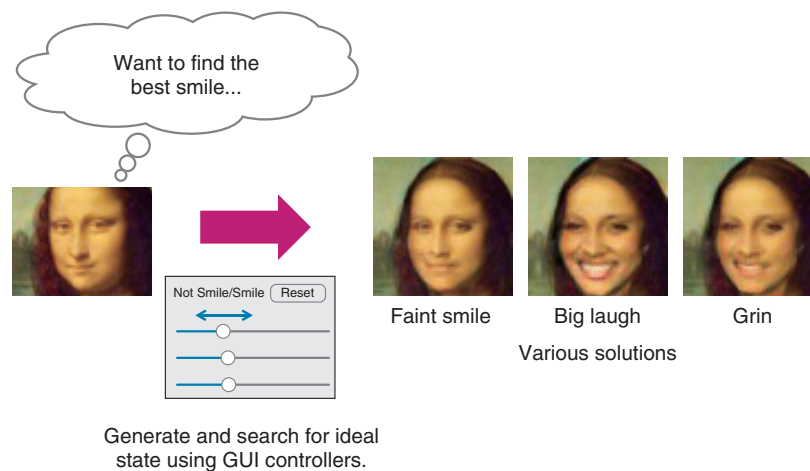 Want to find the
best smile...
Not Smile/Smile
Reset
Faint smile
Big laugh
Grin
Various solutions
Generate and search for ideal
state using GUI controllers.